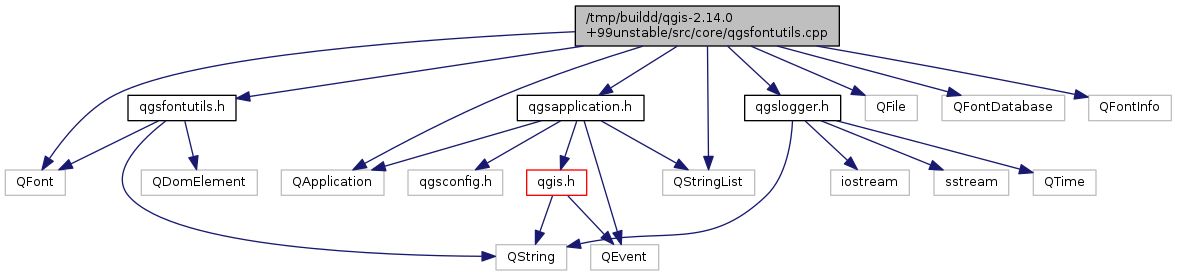 /tmp/buildd/qgis-2.14.0
+99unstable/src/core/qgsfontutils.cpp
qgsfontutils.h
qgsapplication.h
qgslogger.h
QFile
QFontDatabase
QFontInfo
QFont
QDomElement
QApplication
qgsconfig.h
qgis.h
QStringList
iostream
sstream
QTime
QString
QEvent